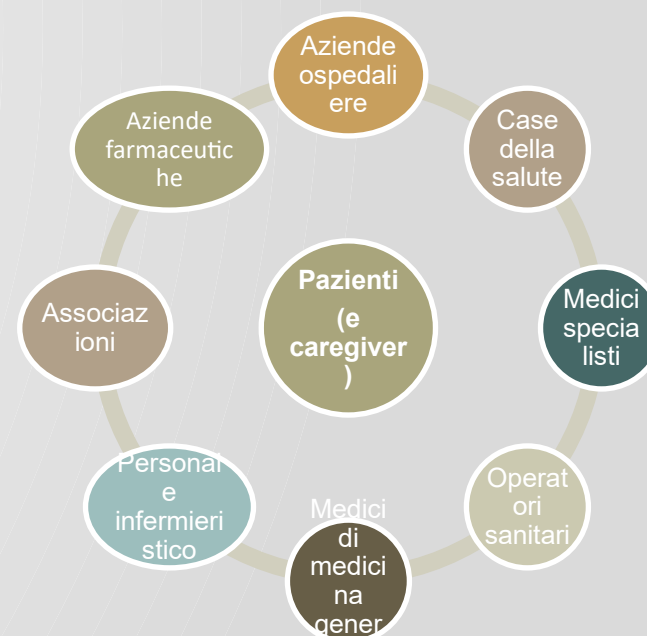 Aziende
ospedali
ere
Case
della
salute
Medici
specia
listi
Operat
ori
sanitari
Medici
di
medici
na
gener
Personal
e
infermieri
stico
Associaz
ioni
Aziende
farmaceutic
he
Pazienti
(e
caregiver
)